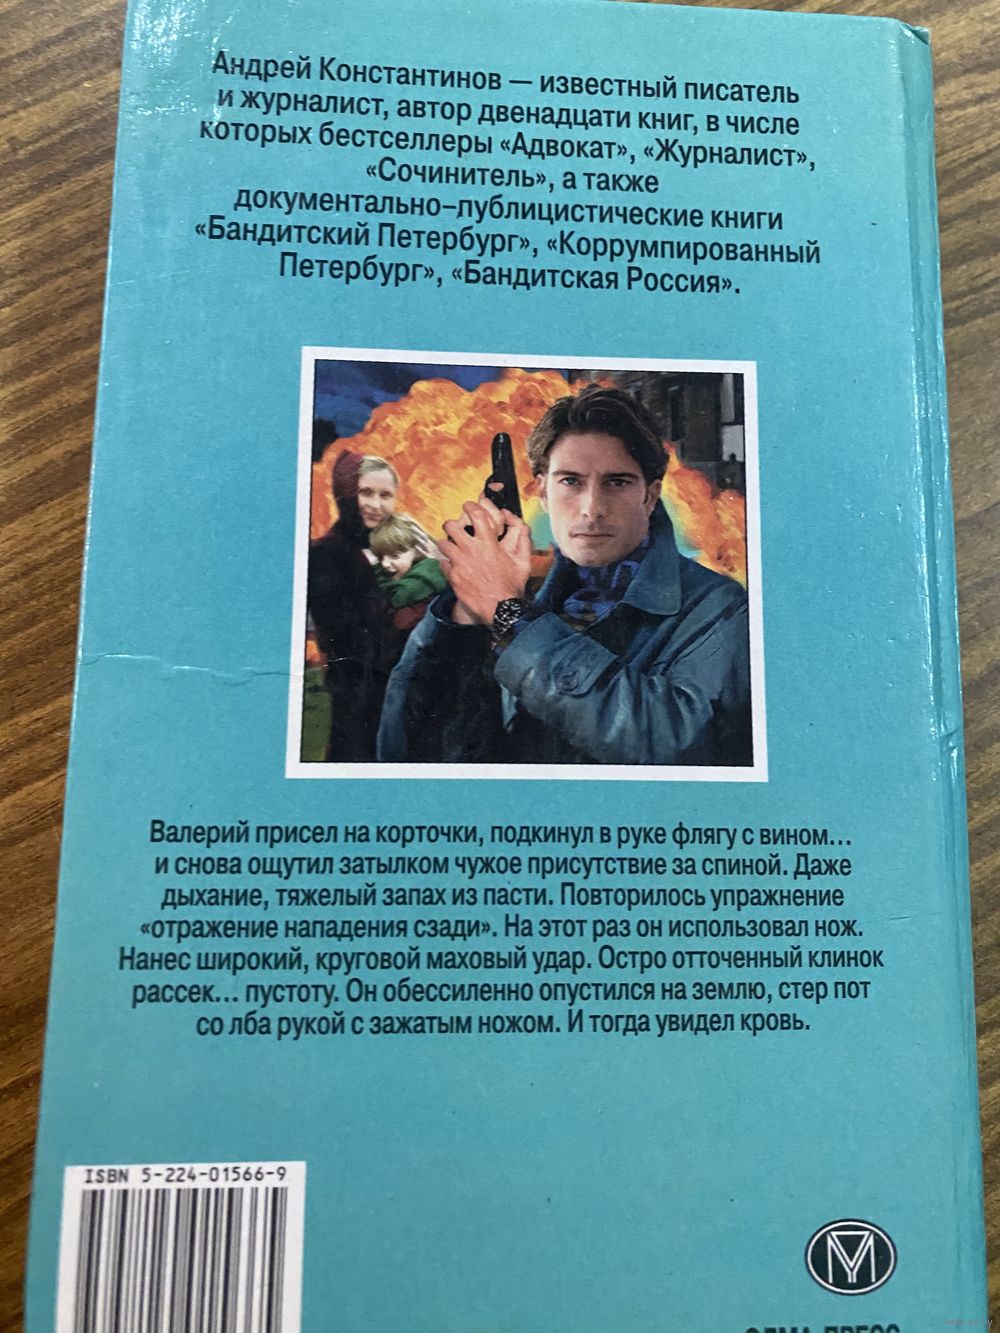 Андрей Константинов — известный писатель
и журналист, автор двенадцати книг, в числе
которых бестселлеры «Адвокат», «Журналист»,
«Сочинитель», а также
документально–публицистические книги
«Бандитский Петербург», «Коррумпированный
Петербург», «Бандитская Россия».
Валерий присел на корточки, подкинул в руке флягу с вином...
и снова ощутил затылком чужое присутствие за спиной. Даже
дыхание, тяжелый запах из пасти. Повторилось упражнение
«отражение нападения сзади». На этот раз он использовал нож.
Нанес широкий, круговой маховый удар. Остро отточенный клинок
рассек... пустоту. Он обессиленно опустился на землю, стер пот
со лба рукой с зажатым ножом. И тогда увидел кровь.
ISBN 5-224-01566-9
ОЛМА-ПРЕСС